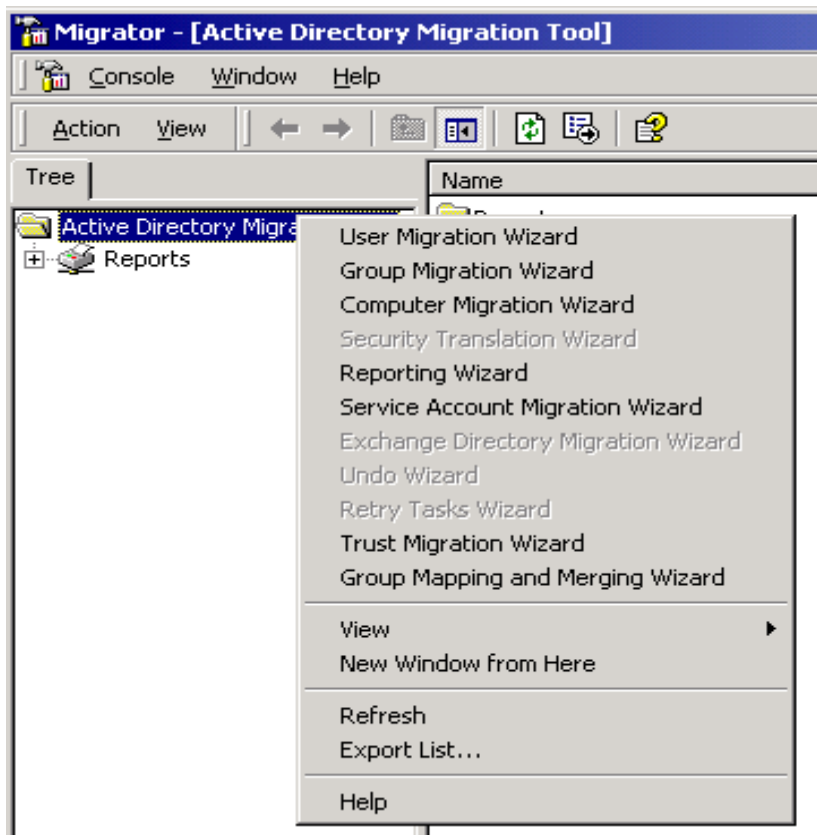 Migrator - [Active Directory Migration Tool]
Console Window Help
Action View
Tree
Name
Active Directory Migra
Reports
User Migration Wizard
Group Migration Wizard
Computer Migration Wizard
Security Translation Wizard
Reporting Wizard
Service Account Migration Wizard
Exchange Directory Migration Wizard
Undo Wizard
Retry Tasks Wizard
Trust Migration Wizard
Group Mapping and Merging Wizard
View
New Window from Here
Refresh
Export List...
Help